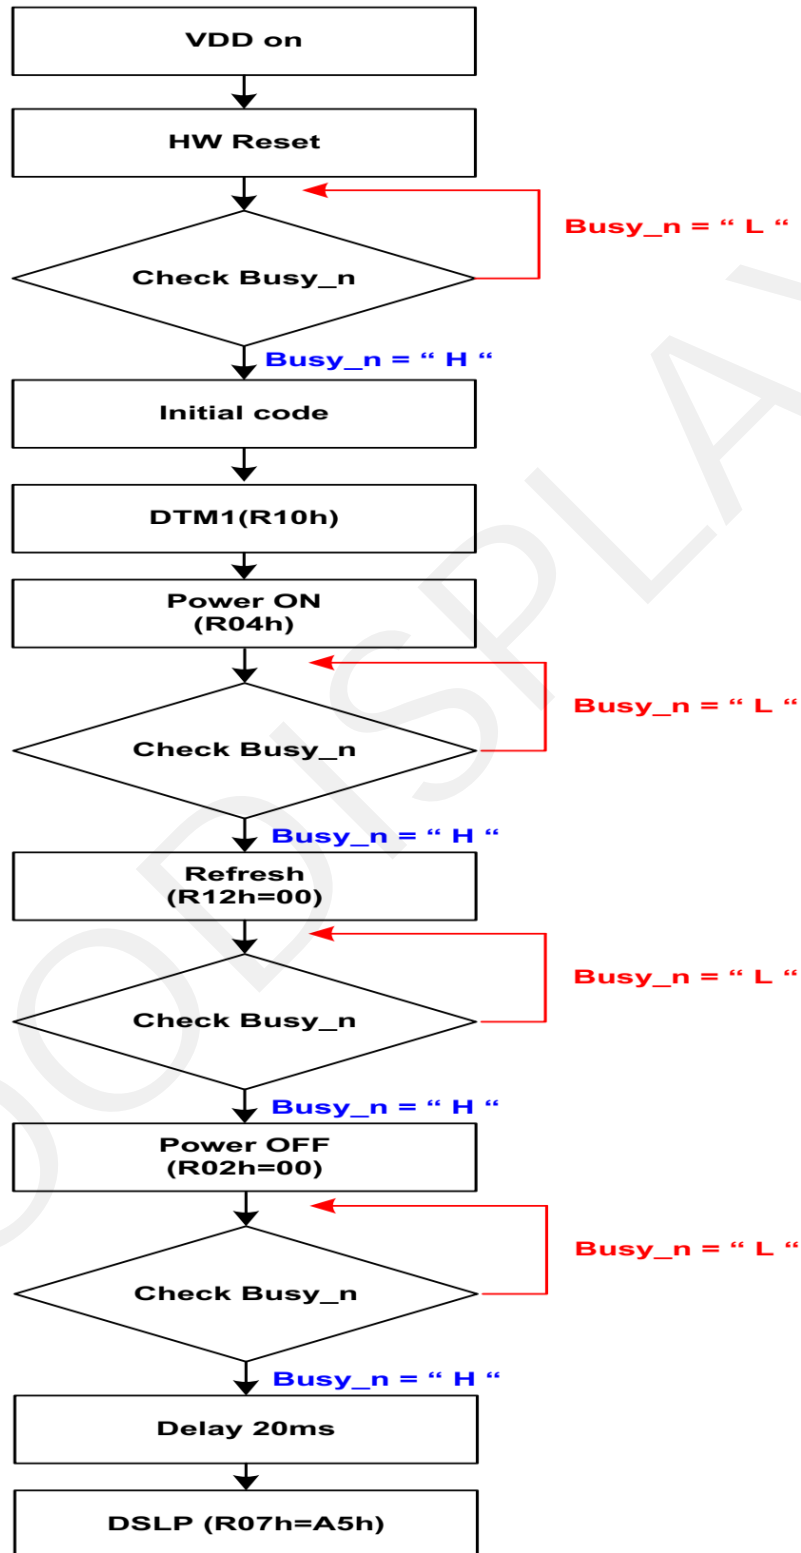 VDD on
HW Reset
Busy_n = “ L “
Check Busy_n
Busy_n = “ H “
Initial code
DTM1(R10h)
Power ON
(R04h)
Busy_n = “ L “
Check Busy_n
Busy_n = “ H “
Refresh
(R12h=00)
Busy_n = “ L “
Check Busy_n
Busy_n = “ H “
Power OFF
(R02h=00)
Busy_n = “ L “
Check Busy_n
Busy_n = “ H “
Delay 20ms
DSLP (R07h=A5h)
OODISPLAY